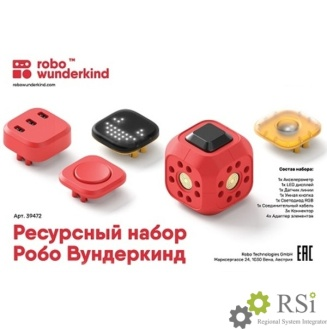 robo™
wunderkind
robowunderkind.com
Состав набора:
1x Акселерометр
1x LED дисплей
1x Датчик линии
1x Умная кнопка
1x Светодиод RGB
1x Соединительный кабель
3x Коннектор
4x Адаптер элементов
Арт. 39472
Ресурсный набор
Робо Вундеркинд
Robo Technologies GmbH
Мархергассе 24, 1030 Вена, Австрия
EAC
RSi
Regional System Integrator